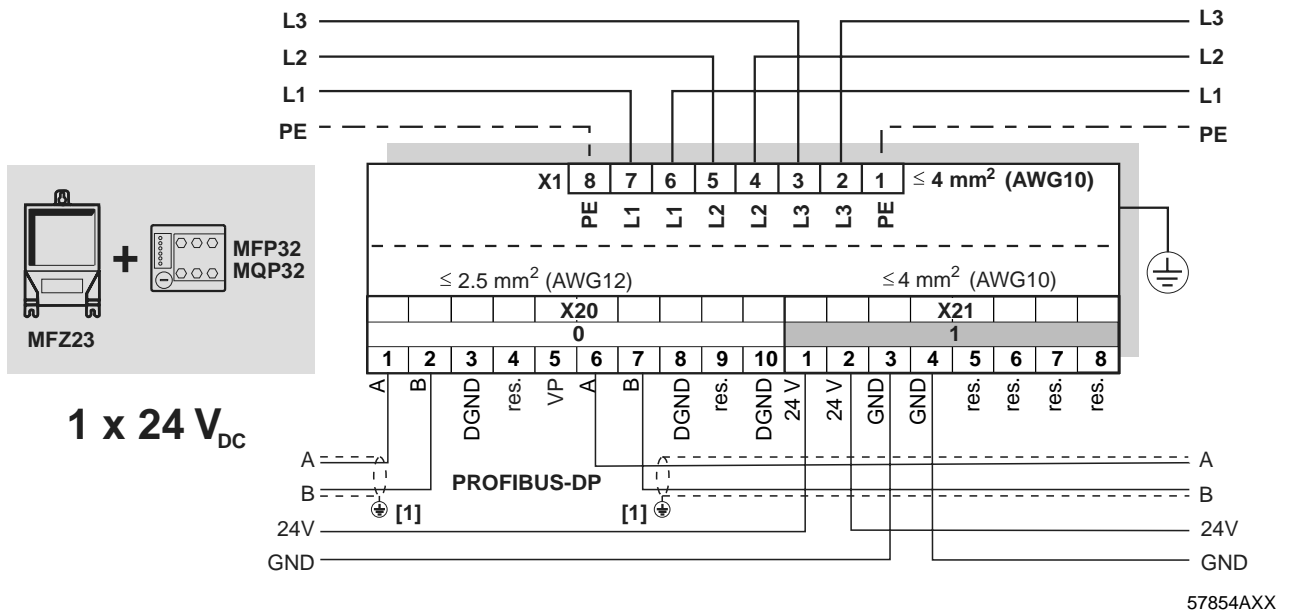 L3 L3
L2 L2
L1 L1
PE PE
X1 8 7 6 5 4 3 2 1 ≤ 4 mm² (AWG10)
PE L1 L1 L2 L2 L3 L3 PE
+
MFP32
MQP32
MFZ23
≤ 2.5 mm² (AWG12) ≤ 4 mm² (AWG10)
X20 X21
0 1
1 2 3 4 5 6 7 8 9 10 1 2 3 4 5 6 7 8
A B DGND res. VP A B DGND res. DGND 24 V 24 V GND GND res. res. res. res.
1 x 24 V_DC
A A
PROFIBUS-DP
B B
[1] [1]
24V 24V
GND GND
57854AXX